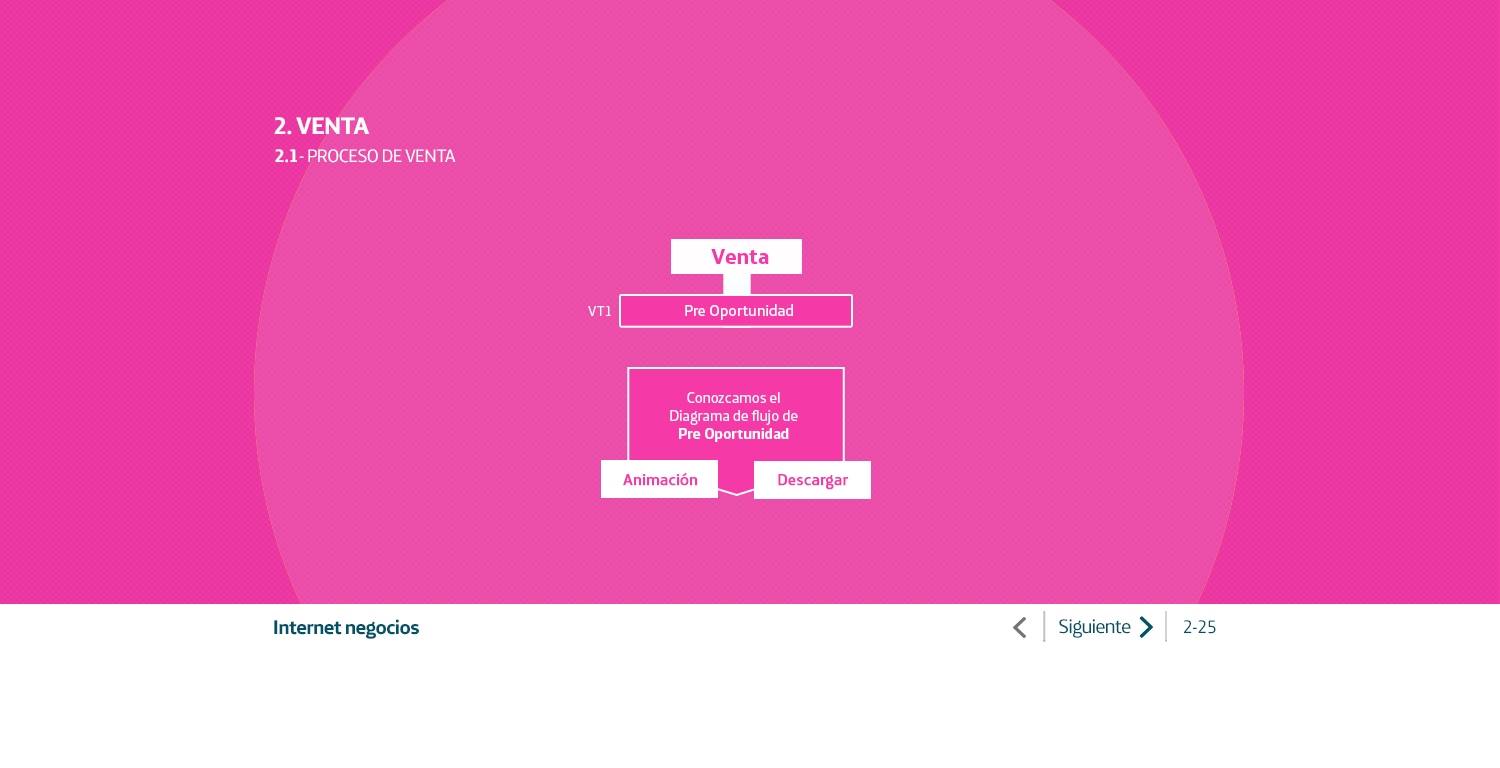 2. VENTA
2.1- PROCESO DE VENTA
Venta
VT1 Pre Oportunidad
Conozcamos el
Diagrama de flujo de
Pre Oportunidad
Animación Descargar
Internet negocios Siguiente 2-25